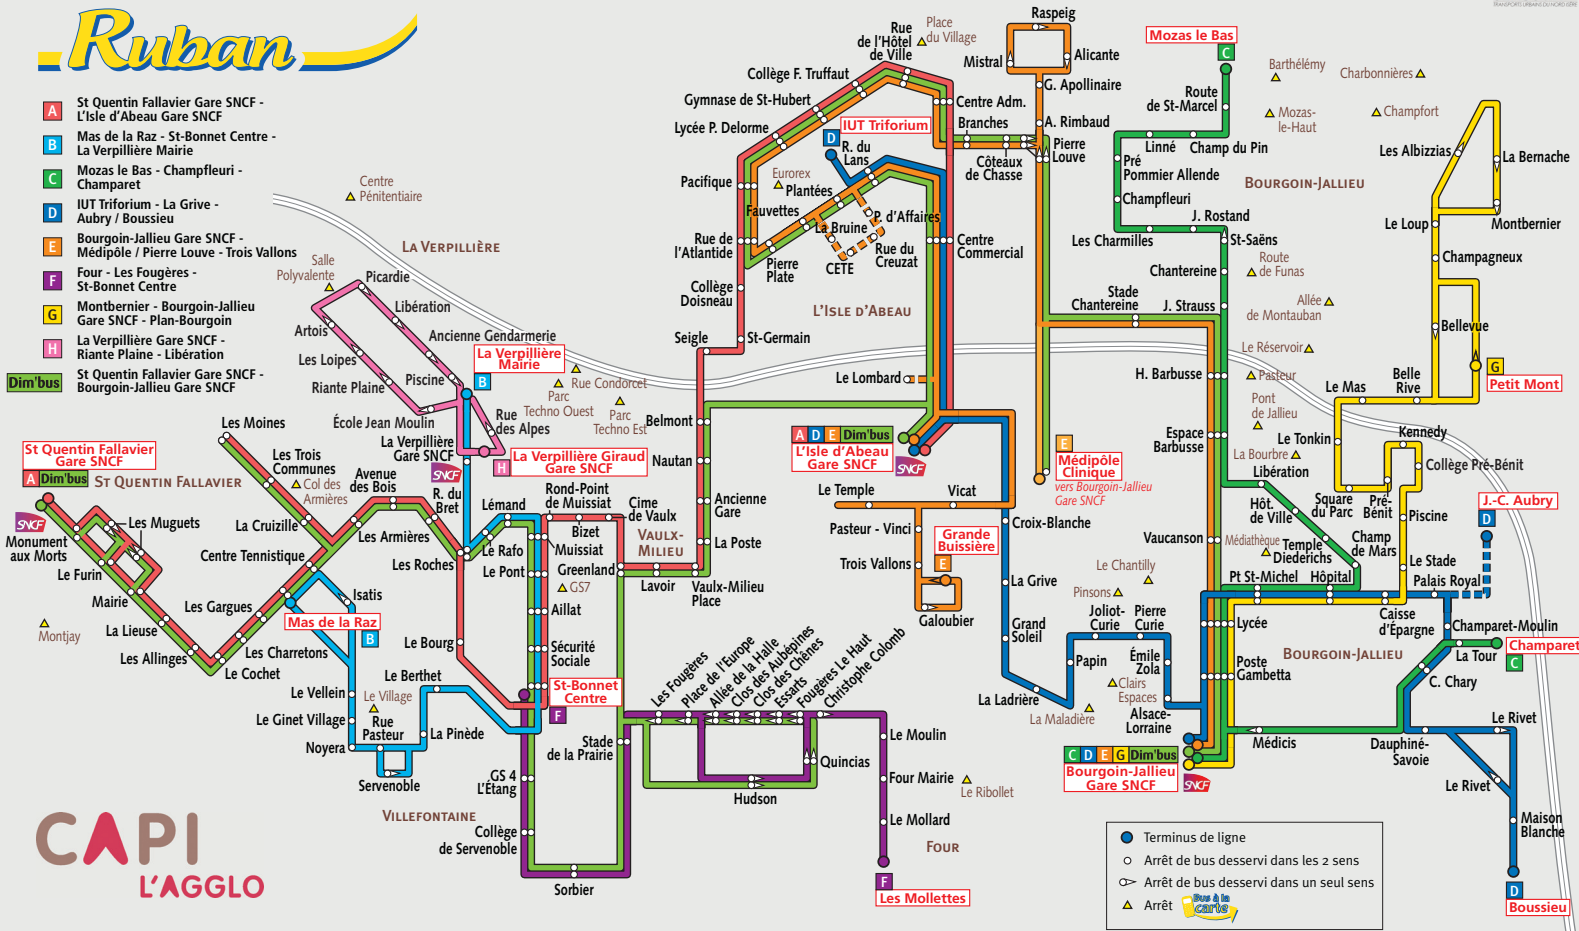 TRANSPORTS URBAINS DU NORD ISÈRE
Ruban
A
St Quentin Fallavier Gare SNCF -
L'Isle d'Abeau Gare SNCF
B
Mas de la Raz - St-Bonnet Centre -
La Verpillière Mairie
C
Mozas le Bas - Champfleuri -
Champaret
D
IUT Triforium - La Grive -
Aubry / Boussieu
E
Bourgoin-Jallieu Gare SNCF -
Médipôle / Pierre Louve - Trois Vallons
F
Four - Les Fougères -
St-Bonnet Centre
G
Montbernier - Bourgoin-Jallieu
Gare SNCF - Plan-Bourgoin
H
La Verpillière Gare SNCF -
Riante Plaine - Libération
Dim'bus
St Quentin Fallavier Gare SNCF -
Bourgoin-Jallieu Gare SNCF
Centre
Pénitentiaire
LA VERPILLIÈRE
Salle
Polyvalente
Picardie
Libération
Ancienne Gendarmerie
Artois
Les Loipes
Riante Plaine
Piscine
École Jean Moulin
La Verpillière
Mairie
B
Rue
des Alpes
La Verpillière
Gare SNCF
SNCF
H
La Verpillière Giraud
Gare SNCF
Rue Condorcet
Parc
Techno Ouest
Parc
Techno Est
St Quentin Fallavier
Gare SNCF
A
Dim'bus
ST QUENTIN FALLAVIER
SNCF
Monument
aux Morts
Les Muguets
Le Furin
Mairie
La Lieuse
Les Allinges
Montjay
Les Moines
Les Trois
Communes
Col des
Armières
La Cruizille
Avenue
des Bois
R. du
Bret
Les Armières
Centre Tennistique
Les Roches
Les Gargues
Le Cochet
Les Charretons
Mas de la Raz
B
Isatis
Le Vellein
Le Village
Le Ginet Village
Rue
Pasteur
Noyera
Servenoble
La Pinède
Le Berthet
Le Bourg
Lémand
Le Rafo
Le Pont
Rond-Point
de Muissiat
Bizet
Muissiat
Cime
de Vaulx
Greenland
GS7
Aillat
Sécurité
Sociale
St-Bonnet
Centre
F
VAULX-
MILIEU
Lavoir
Vaulx-Milieu
Place
La Poste
Ancienne
Gare
Nautan
Belmont
Seigle
St-Germain
Collège
Doisneau
Rue de
l'Atlantide
Pacifique
Lycée P. Delorme
Gymnase de St-Hubert
Collège F. Truffaut
Rue
de l'Hôtel
de Ville
Place
du Village
Centre Adm.
Branches
Côteaux
de Chasse
IUT Triforium
D
R. du
Lans
Eurorex
Plantées
Fauvettes
Pierre
Plate
La Bruine
P. d'Affaires
CETE
Rue du
Creuzat
Centre
Commercial
L'ISLE D'ABEAU
Le Lombard
A
D
E
Dim'bus
L'Isle d'Abeau
Gare SNCF
SNCF
Raspeig
Mistral
Alicante
G. Apollinaire
A. Rimbaud
Pierre
Louve
E
Médipôle
Clinique
vers Bourgoin-Jallieu
Gare SNCF
Stade
Chantereine
Le Temple
Vicat
Pasteur - Vinci
Trois Vallons
Grande
Buissière
E
Galoubier
Croix-Blanche
La Grive
Grand
Soleil
La Ladrière
Papin
Joliot-
Curie
Pierre
Curie
Émile
Zola
Le Chantilly
Pinsons
Clairs
Espaces
La Maladière
Alsace-
Lorraine
Stade
de la Prairie
GS 4
L'Étang
Collège
de Servenoble
VILLEFONTAINE
Sorbier
Les Fougères
Place de l'Europe
Allée de la Halle
Clos des Aubépines
Clos des Chênes
Essarts
Fougères Le Haut
Christophe Colomb
Hudson
Quincias
Le Moulin
Four Mairie
Le Ribollet
Le Mollard
FOUR
F
Les Mollettes
Mozas le Bas
C
Route
de St-Marcel
Barthélémy
Charbonnières
Mozas-
le-Haut
Champfort
Linné
Champ du Pin
Pré
Pommier Allende
Champfleuri
BOURGOIN-JALLIEU
Les Charmilles
J. Rostand
St-Saëns
Chantereine
Route
de Funas
J. Strauss
Allée
de Montauban
Le Réservoir
H. Barbusse
Pasteur
Pont
de Jallieu
Espace
Barbusse
La Bourbe
Libération
Hôt.
de Ville
Vaucanson
Médiathèque
Temple
Diederichs
Pt St-Michel
Hôpital
Lycée
Poste
Gambetta
BOURGOIN-JALLIEU
Médicis
C
D
E
G
Dim'bus
Bourgoin-Jallieu
Gare SNCF
SNCF
Les Albizzias
La Bernache
Le Loup
Montbernier
Champagneux
Bellevue
G
Petit Mont
Le Mas
Belle
Rive
Le Tonkin
Kennedy
Collège Pré-Bénit
Square
du Parc
Pré-
Bénit
Piscine
Champ
de Mars
Le Stade
Palais Royal
Caisse
d'Épargne
J.-C. Aubry
D
Champaret-Moulin
La Tour
Champaret
C
C. Chary
Dauphiné-
Savoie
Le Rivet
Le Rivet
Maison
Blanche
D
Boussieu
CAPI
L'AGGLO
Terminus de ligne
Arrêt de bus desservi dans les 2 sens
Arrêt de bus desservi dans un seul sens
Arrêt
Bus à la
carte